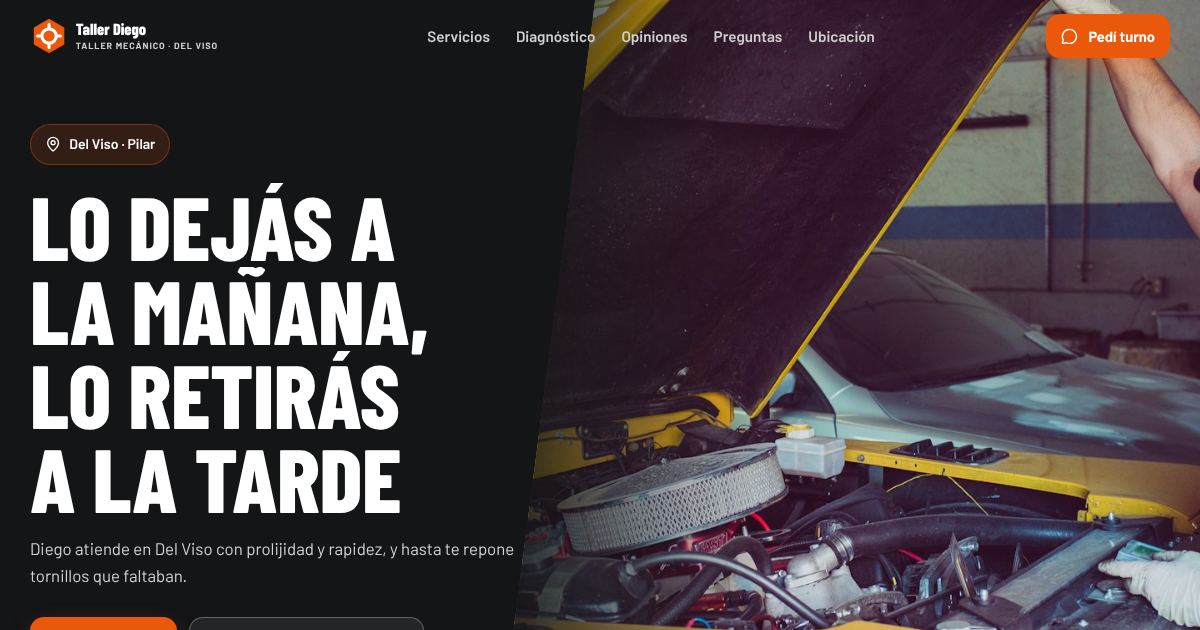 Taller Diego
TALLER MECÁNICO · DEL VISO
Servicios
Diagnóstico
Opiniones
Preguntas
Ubicación
Pedí turno
Del Viso · Pilar
LO DEJÁS A
LA MAÑANA,
LO RETIRÁS
A LA TARDE
Diego atiende en Del Viso con prolijidad y rapidez, y hasta te repone
tornillos que faltaban.